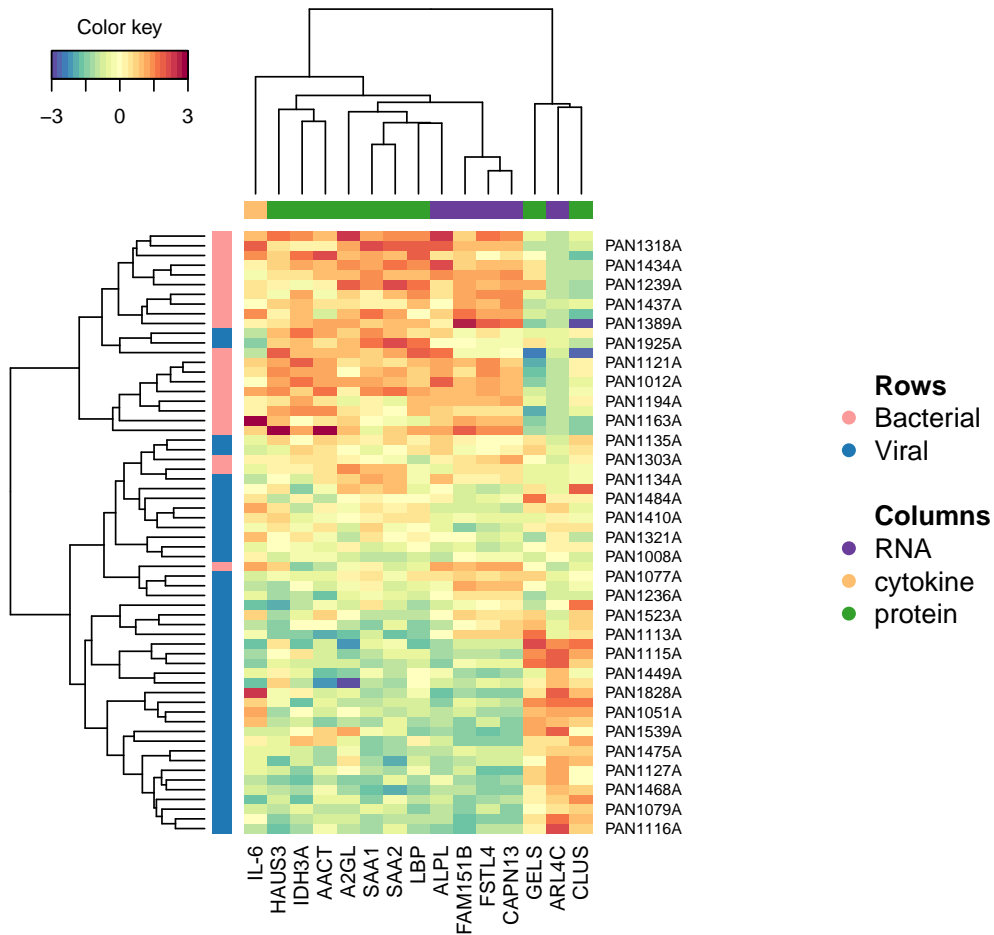 Color key
−3 0 3
PAN1318A
PAN1434A
PAN1239A
PAN1437A
PAN1389A
PAN1925A
PAN1121A
PAN1012A
PAN1194A
PAN1163A
PAN1135A
PAN1303A
PAN1134A
PAN1484A
PAN1410A
PAN1321A
PAN1008A
PAN1077A
PAN1236A
PAN1523A
PAN1113A
PAN1115A
PAN1449A
PAN1828A
PAN1051A
PAN1539A
PAN1475A
PAN1127A
PAN1468A
PAN1079A
PAN1116A
IL-6
HAUS3
IDH3A
AACT
A2GL
SAA1
SAA2
LBP
ALPL
FAM151B
FSTL4
CAPN13
GELS
ARL4C
CLUS
Rows
Bacterial
Viral
Columns
RNA
cytokine
protein